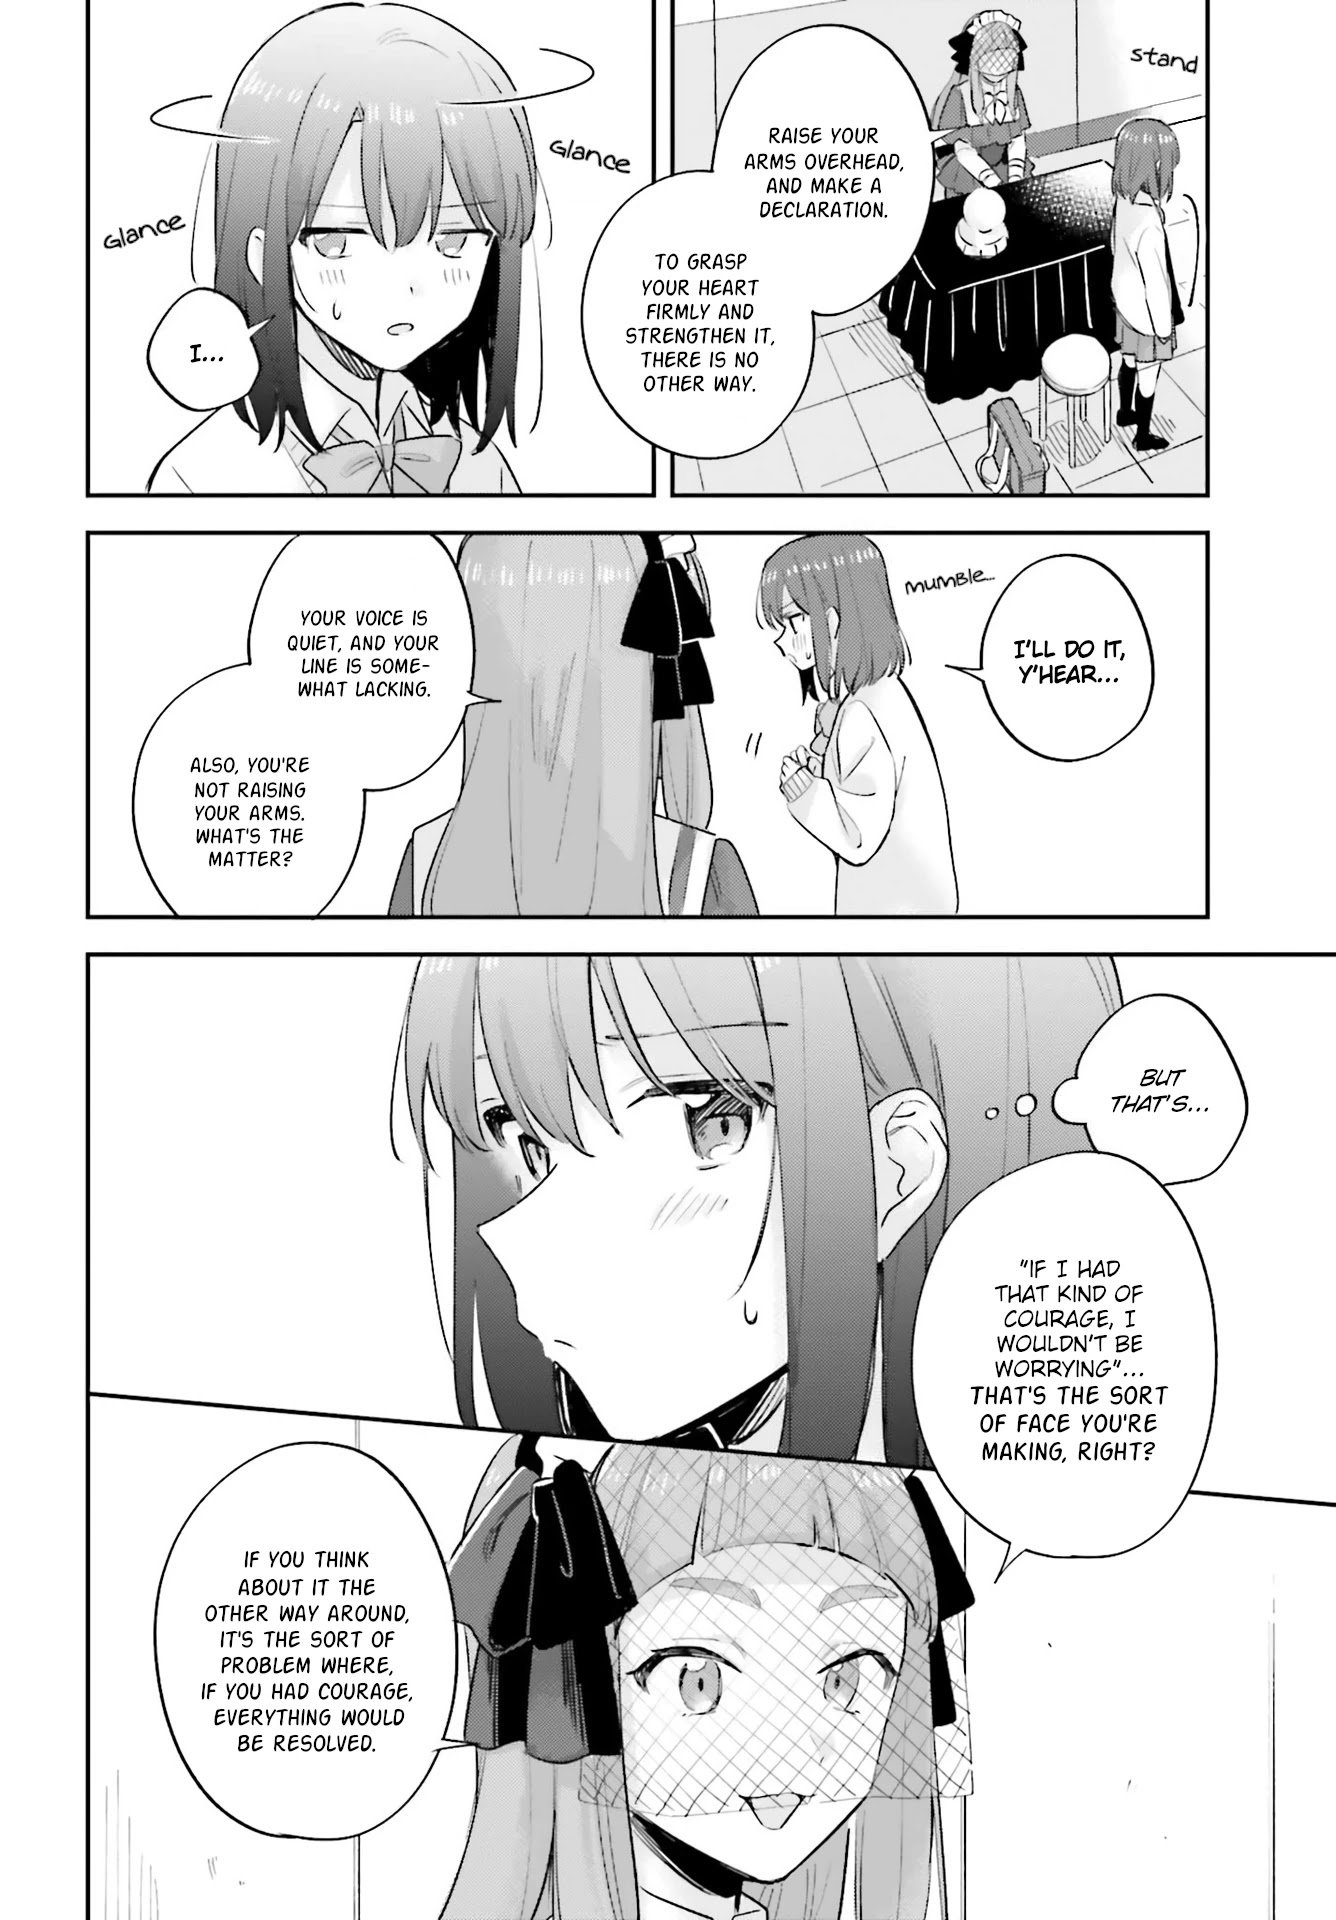 stand
RAISE YOUR
ARMS OVERHEAD,
AND MAKE A
DECLARATION.
TO GRASP
YOUR HEART
FIRMLY AND
STRENGTHEN IT,
THERE IS NO
OTHER WAY.
GLANCE
GLANCE
I...
MUMBLE...
I'LL DO IT,
Y'HEAR...
YOUR VOICE IS
QUIET, AND YOUR
LINE IS SOME-
WHAT LACKING.
ALSO, YOU'RE
NOT RAISING
YOUR ARMS.
WHAT'S THE
MATTER?
BUT
THAT'S...
"IF I HAD
THAT KIND OF
COURAGE, I
WOULDN'T BE
WORRYING"...
THAT'S THE SORT
OF FACE YOU'RE
MAKING, RIGHT?
IF YOU THINK
ABOUT IT THE
OTHER WAY AROUND,
IT'S THE SORT OF
PROBLEM WHERE,
IF YOU HAD COURAGE,
EVERYTHING WOULD
BE RESOLVED.